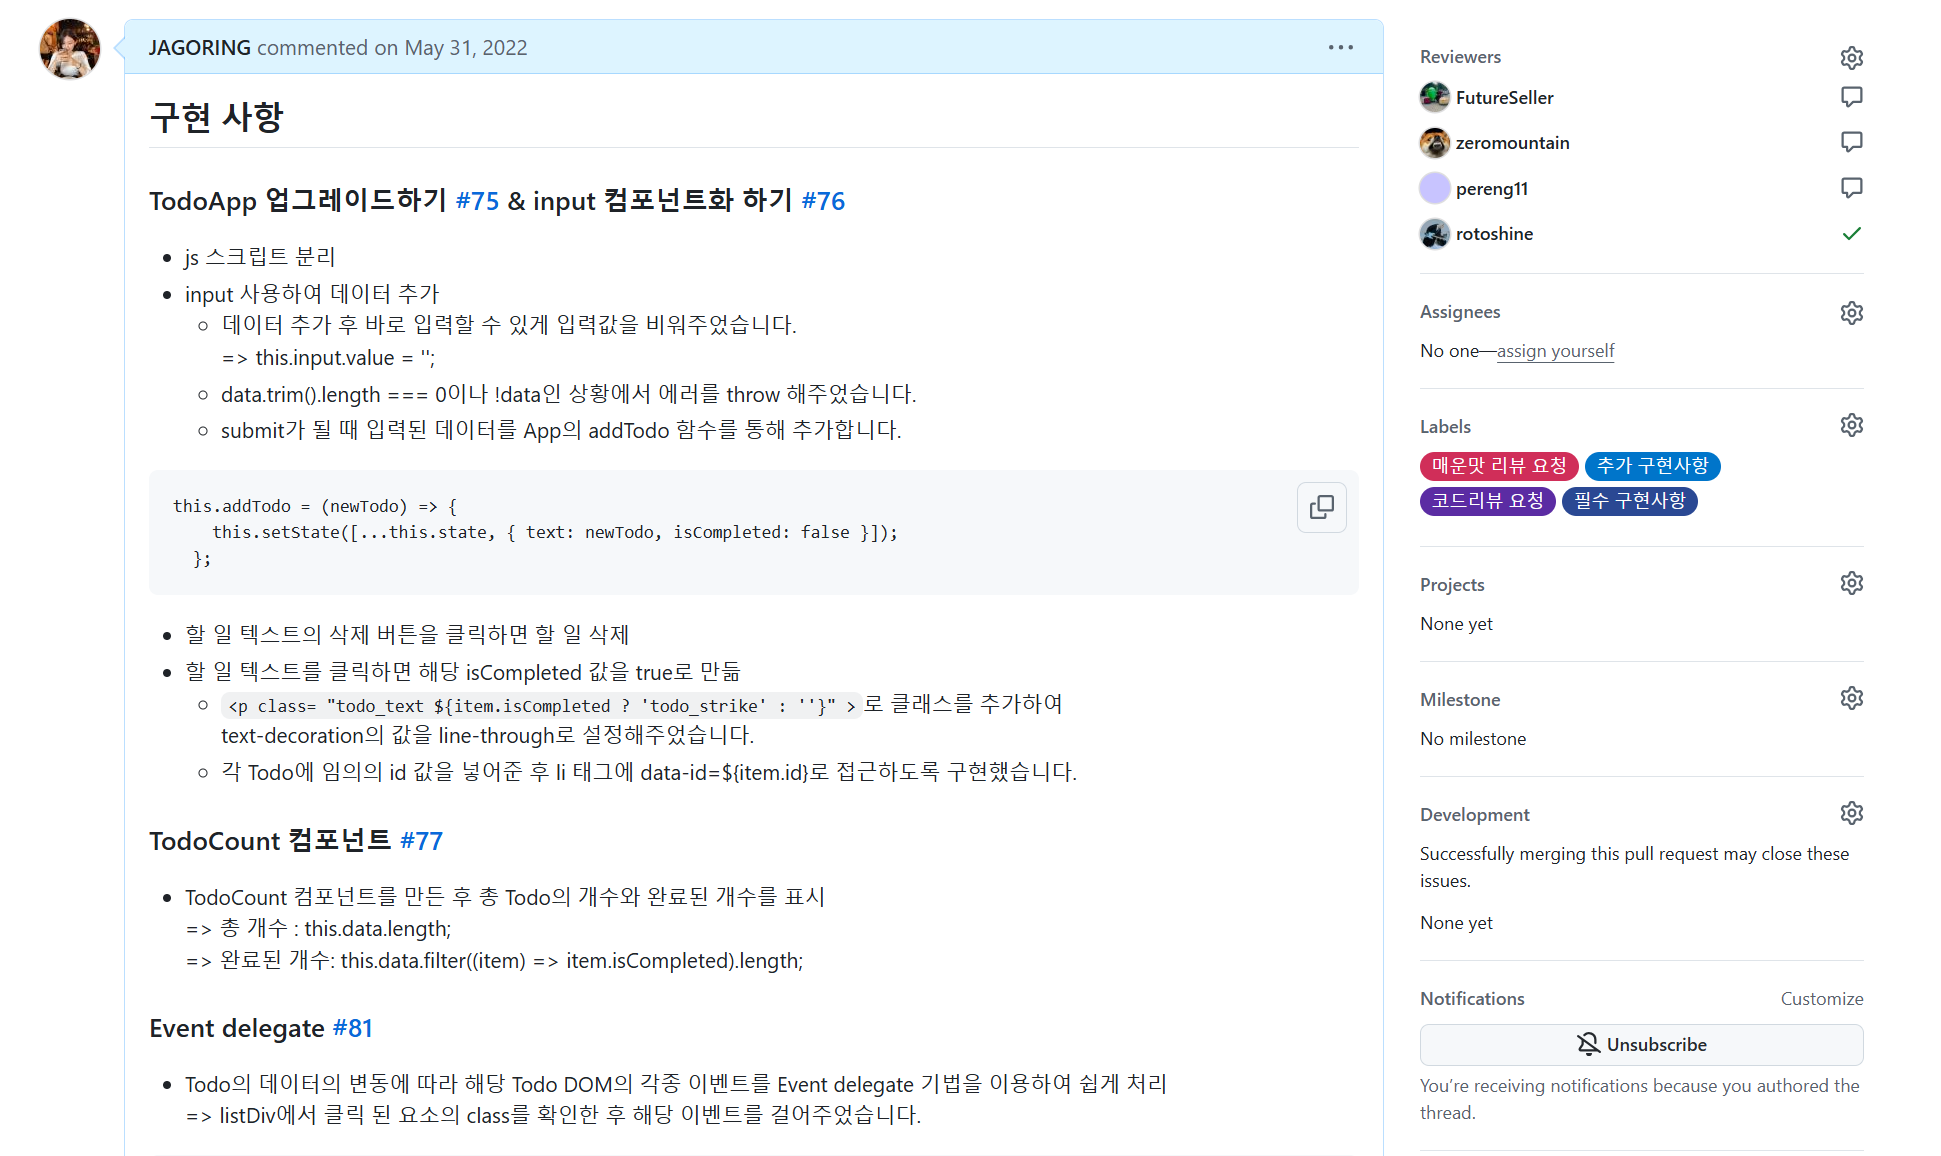 JAGORING commented on May 31, 2022
구현 사항
TodoApp 업그레이드하기 #75 & input 컴포넌트화 하기 #76
js 스크립트 분리
input 사용하여 데이터 추가
데이터 추가 후 바로 입력할 수 있게 입력값을 비워주었습니다.
=> this.input.value = '';
data.trim().length === 0이나 !data인 상황에서 에러를 throw 해주었습니다.
submit가 될 때 입력된 데이터를 App의 addTodo 함수를 통해 추가합니다.
this.addTodo = (newTodo) => {
    this.setState([...this.state, { text: newTodo, isCompleted: false }]);
  };
할 일 텍스트의 삭제 버튼을 클릭하면 할 일 삭제
할 일 텍스트를 클릭하면 해당 isCompleted 값을 true로 만듦
<p class= "todo_text ${item.isCompleted ? 'todo_strike' : ''}" >로 클래스를 추가하여
text-decoration의 값을 line-through로 설정해주었습니다.
각 Todo에 임의의 id 값을 넣어준 후 li 태그에 data-id=${item.id}로 접근하도록 구현했습니다.
TodoCount 컴포넌트 #77
TodoCount 컴포넌트를 만든 후 총 Todo의 개수와 완료된 개수를 표시
=> 총 개수 : this.data.length;
=> 완료된 개수: this.data.filter((item) => item.isCompleted).length;
Event delegate #81
Todo의 데이터의 변동에 따라 해당 Todo DOM의 각종 이벤트를 Event delegate 기법을 이용하여 쉽게 처리
=> listDiv에서 클릭 된 요소의 class를 확인한 후 해당 이벤트를 걸어주었습니다.
Reviewers
FutureSeller
zeromountain
pereng11
rotoshine
Assignees
No one—assign yourself
Labels
매운맛 리뷰 요청 추가 구현사항
코드리뷰 요청 필수 구현사항
Projects
None yet
Milestone
No milestone
Development
Successfully merging this pull request may close these
issues.
None yet
Notifications Customize
Unsubscribe
You're receiving notifications because you authored the
thread.